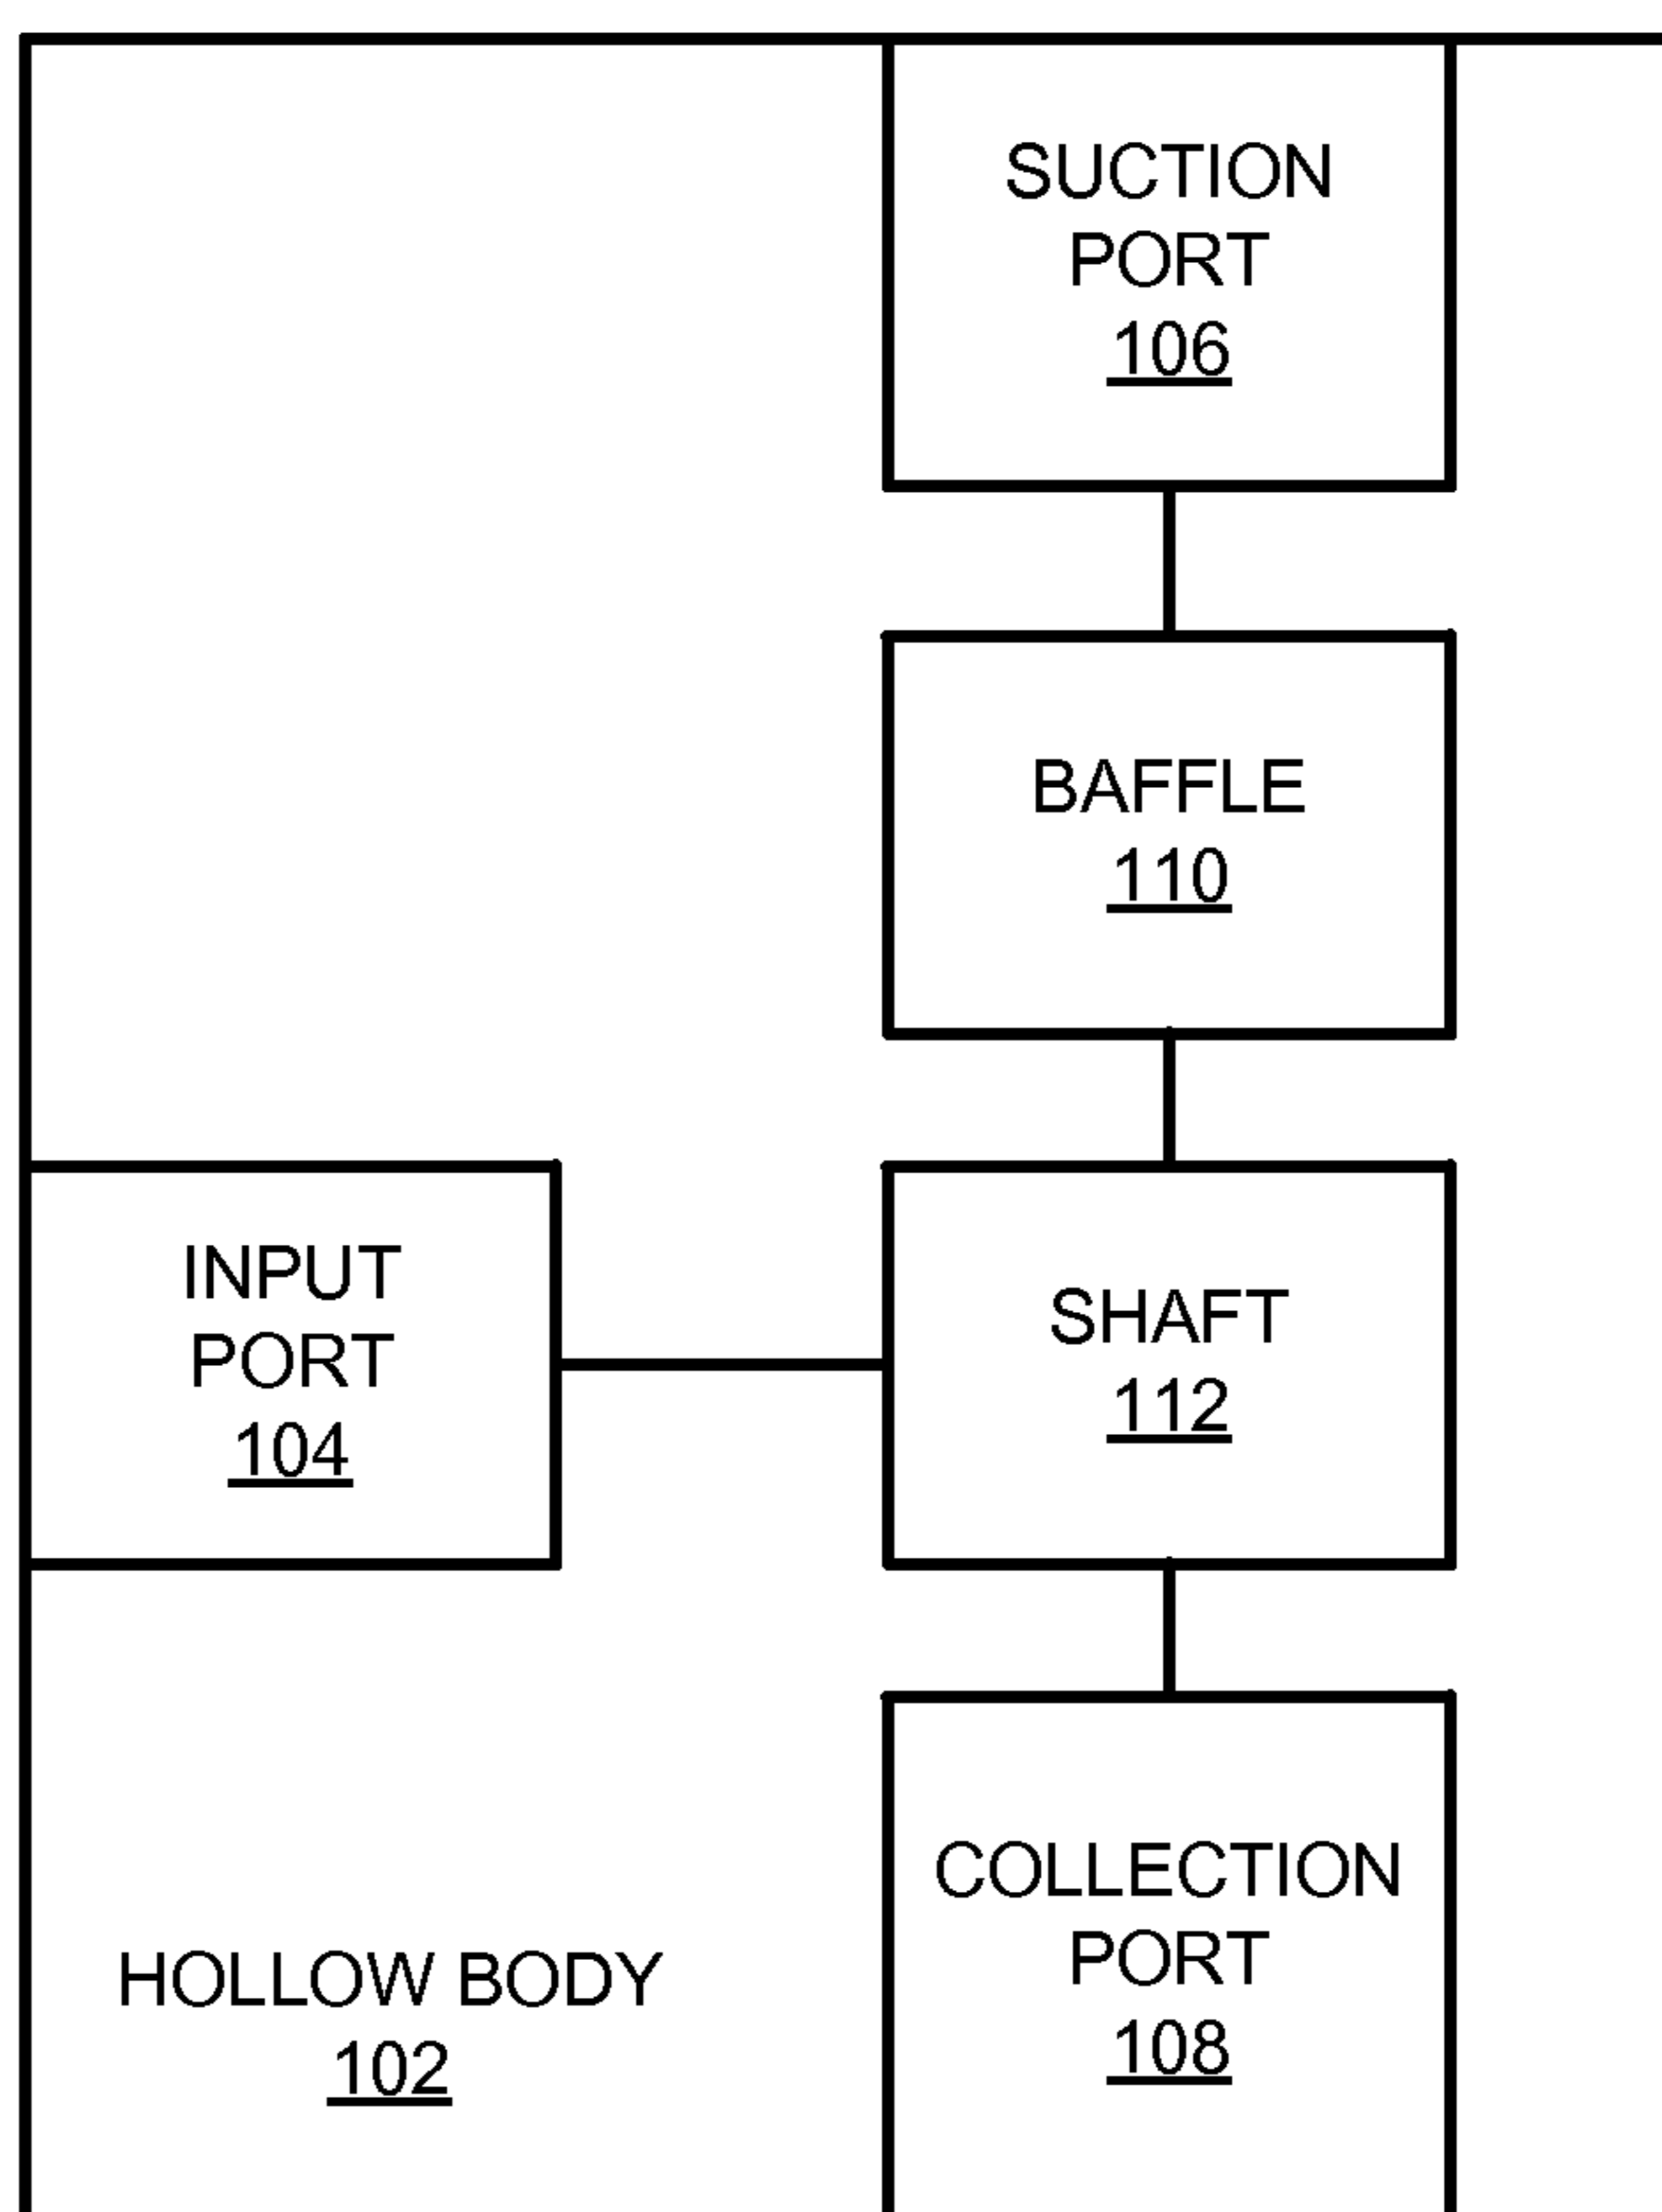 SUCTION
PORT
106
BAFFLE
110
INPUT
PORT
104
SHAFT
112
COLLECTION
PORT
108
HOLLOW BODY
102